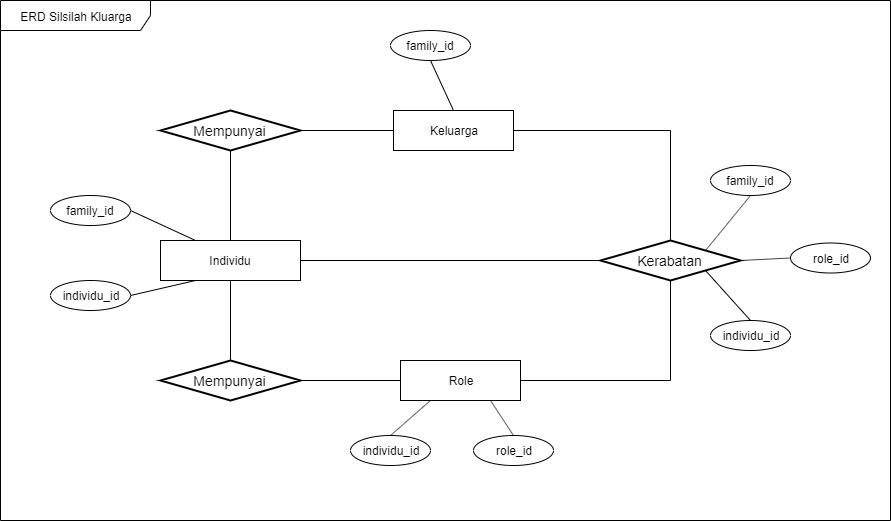 ERD Silsilah Kluarga
family_id
Mempunyai
Keluarga
family_id
family_id
Individu
Kerabatan
role_id
individu_id
individu_id
Mempunyai
Role
individu_id
role_id